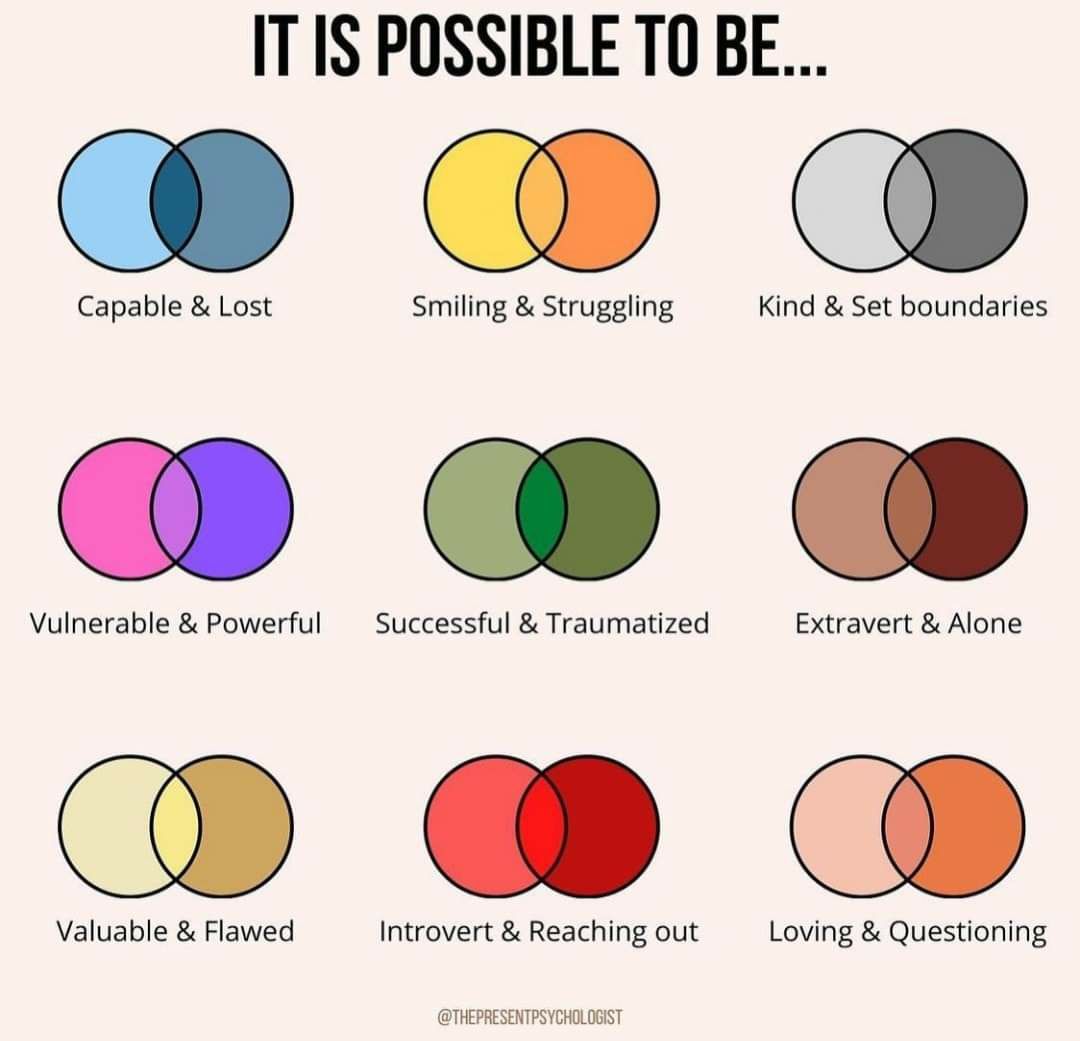 IT IS POSSIBLE TO BE...
Capable & Lost
Smiling & Struggling
Kind & Set boundaries
Vulnerable & Powerful
Successful & Traumatized
Extravert & Alone
Valuable & Flawed
Introvert & Reaching out
Loving & Questioning
@THEPRESENTPSYCHOLOGIST